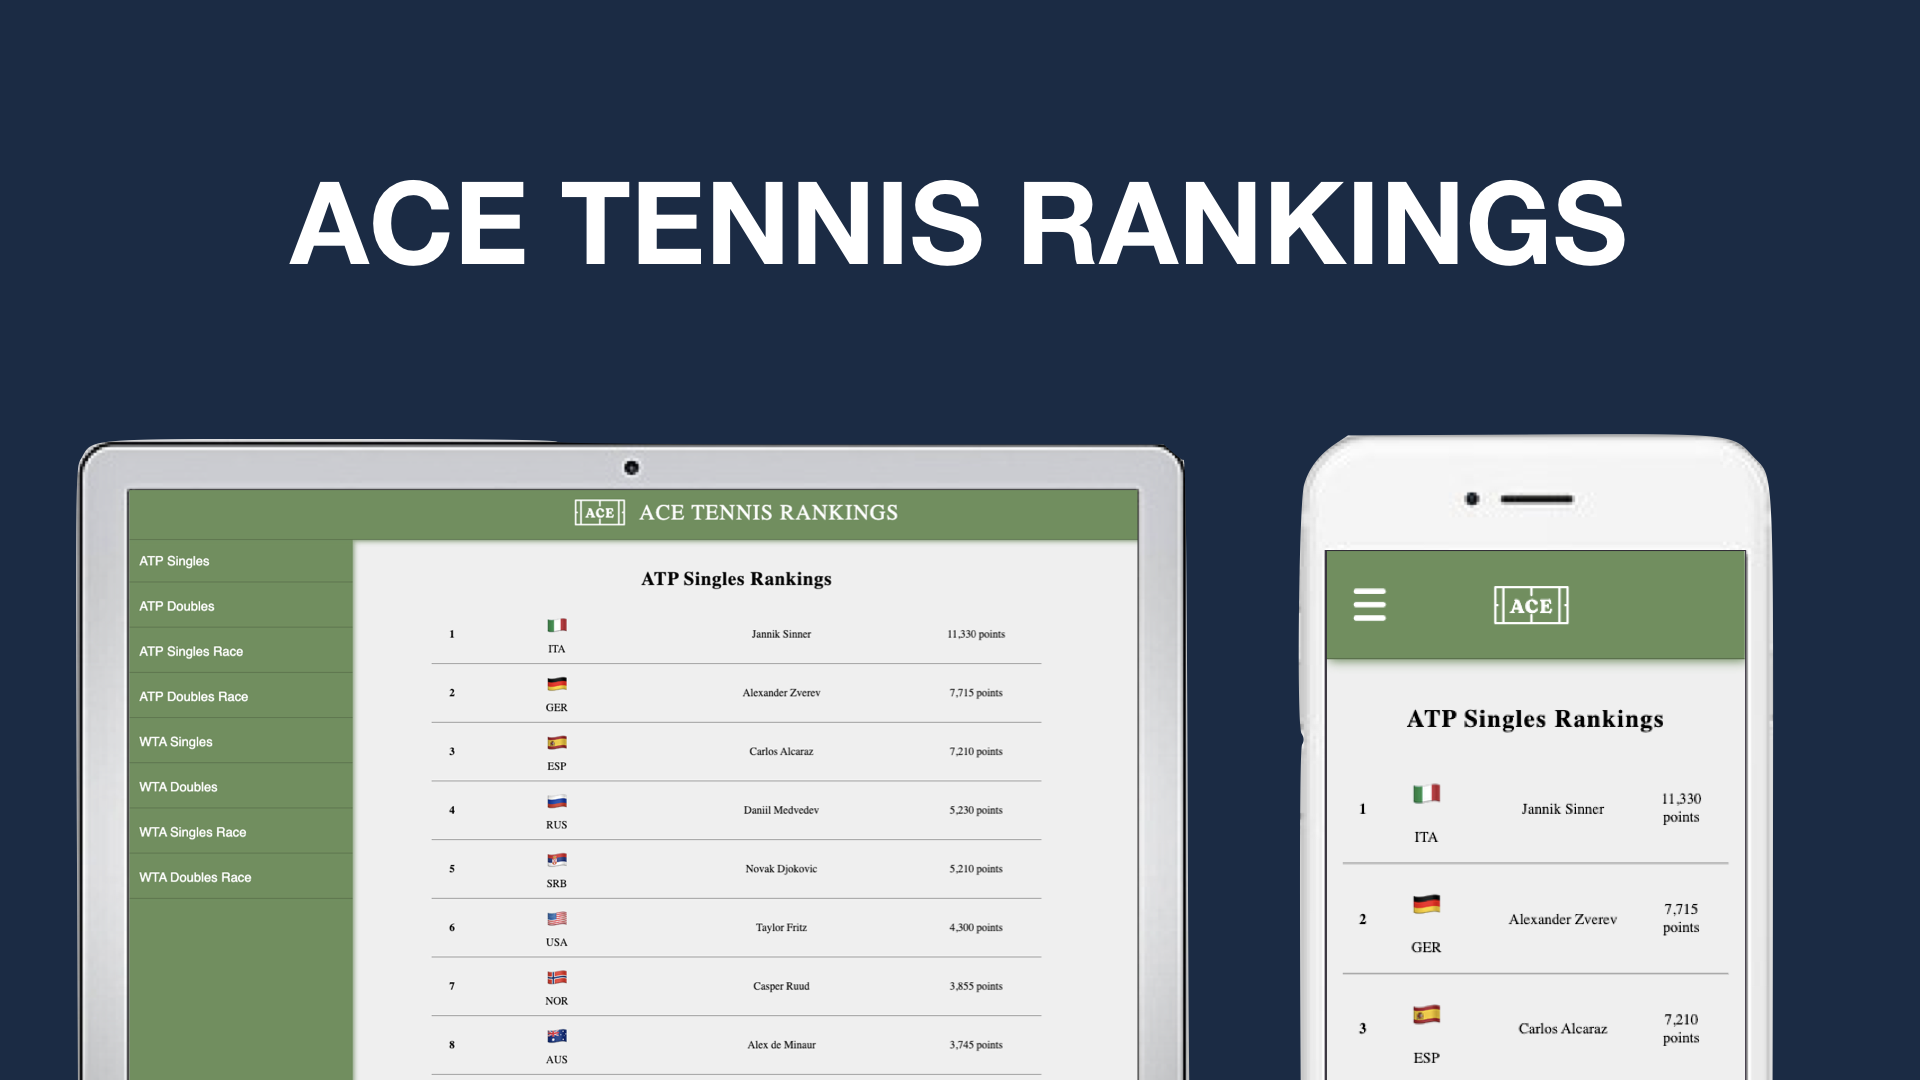 ACE TENNIS RANKINGS
ACE ACE TENNIS RANKINGS
ATP Singles
ATP Doubles
ATP Singles Race
ATP Doubles Race
WTA Singles
WTA Doubles
WTA Singles Race
WTA Doubles Race
ATP Singles Rankings
1 ITA Jannik Sinner 11,330 points
2 GER Alexander Zverev 7,715 points
3 ESP Carlos Alcaraz 7,210 points
4 RUS Daniil Medvedev 5,230 points
5 SRB Novak Djokovic 5,210 points
6 USA Taylor Fritz 4,300 points
7 NOR Casper Ruud 3,855 points
8 AUS Alex de Minaur 3,745 points
ACE
ATP Singles Rankings
1 ITA Jannik Sinner 11,330
points
2 GER Alexander Zverev 7,715
points
3 ESP Carlos Alcaraz 7,210
points